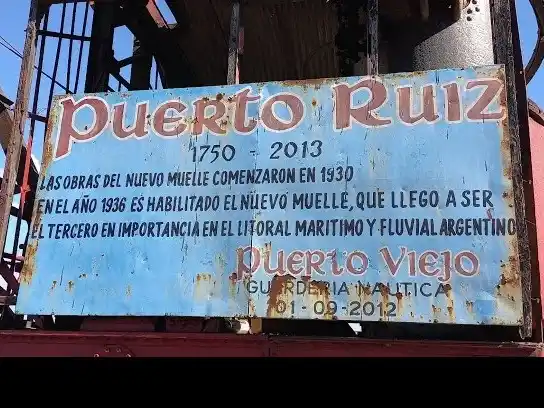 PUERTO RUIZ
1750 - 2013
LAS OBRAS DEL NUEVO MUELLE COMENZARON EN 1930
EN EL AÑO 1936 ES HABILITADO EL NUEVO MUELLE, QUE LLEGO A SER
EL TERCERO EN IMPORTANCIA EN EL LITORAL MARITIMO Y FLUVIAL ARGENTINO
PUERTO VIEJO
GUARDERIA NAUTICA
01-09-2012